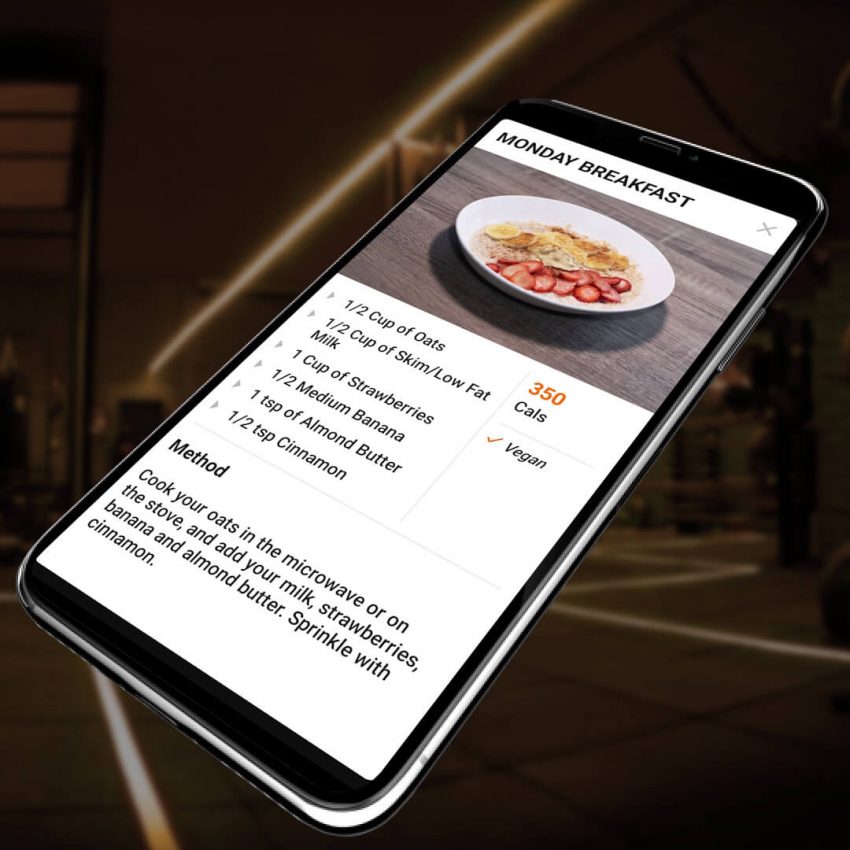 MONDAY BREAKFAST
1/2 Cup of Oats
1/2 Cup of Skim/Low Fat
Milk
1 Cup of Strawberries
1/2 Medium Banana
1 tsp of Almond Butter
1/2 tsp Cinnamon
350
Cals
Vegan
Method
Cook your oats in the microwave or on
the stove, and add your milk, strawberries,
banana and almond butter. Sprinkle with
cinnamon.